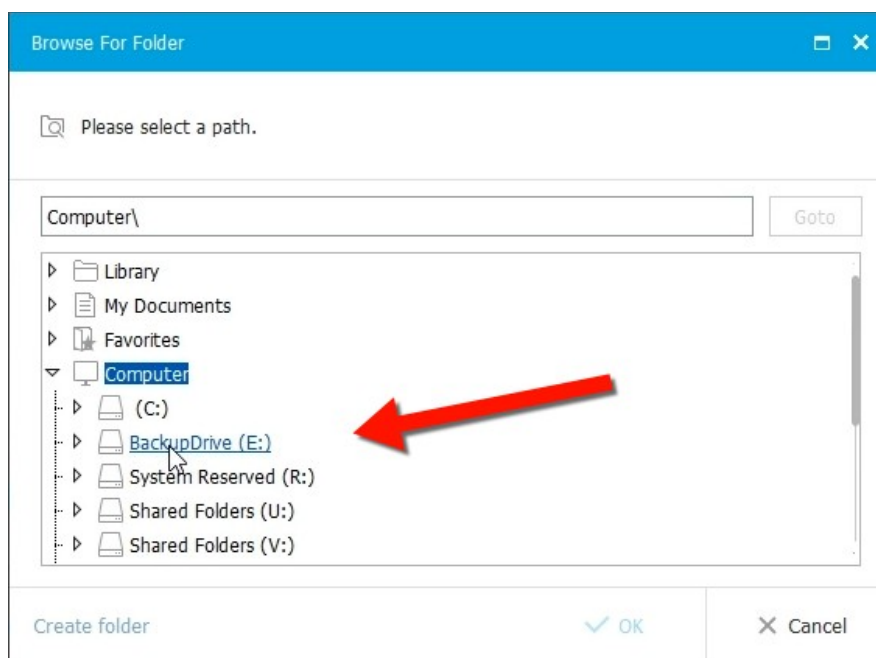 Browse For Folder
Please select a path.
Computer\
Goto
Library
My Documents
Favorites
Computer
(C:)
BackupDrive (E:)
System Reserved (R:)
Shared Folders (U:)
Shared Folders (V:)
Create folder
OK
Cancel